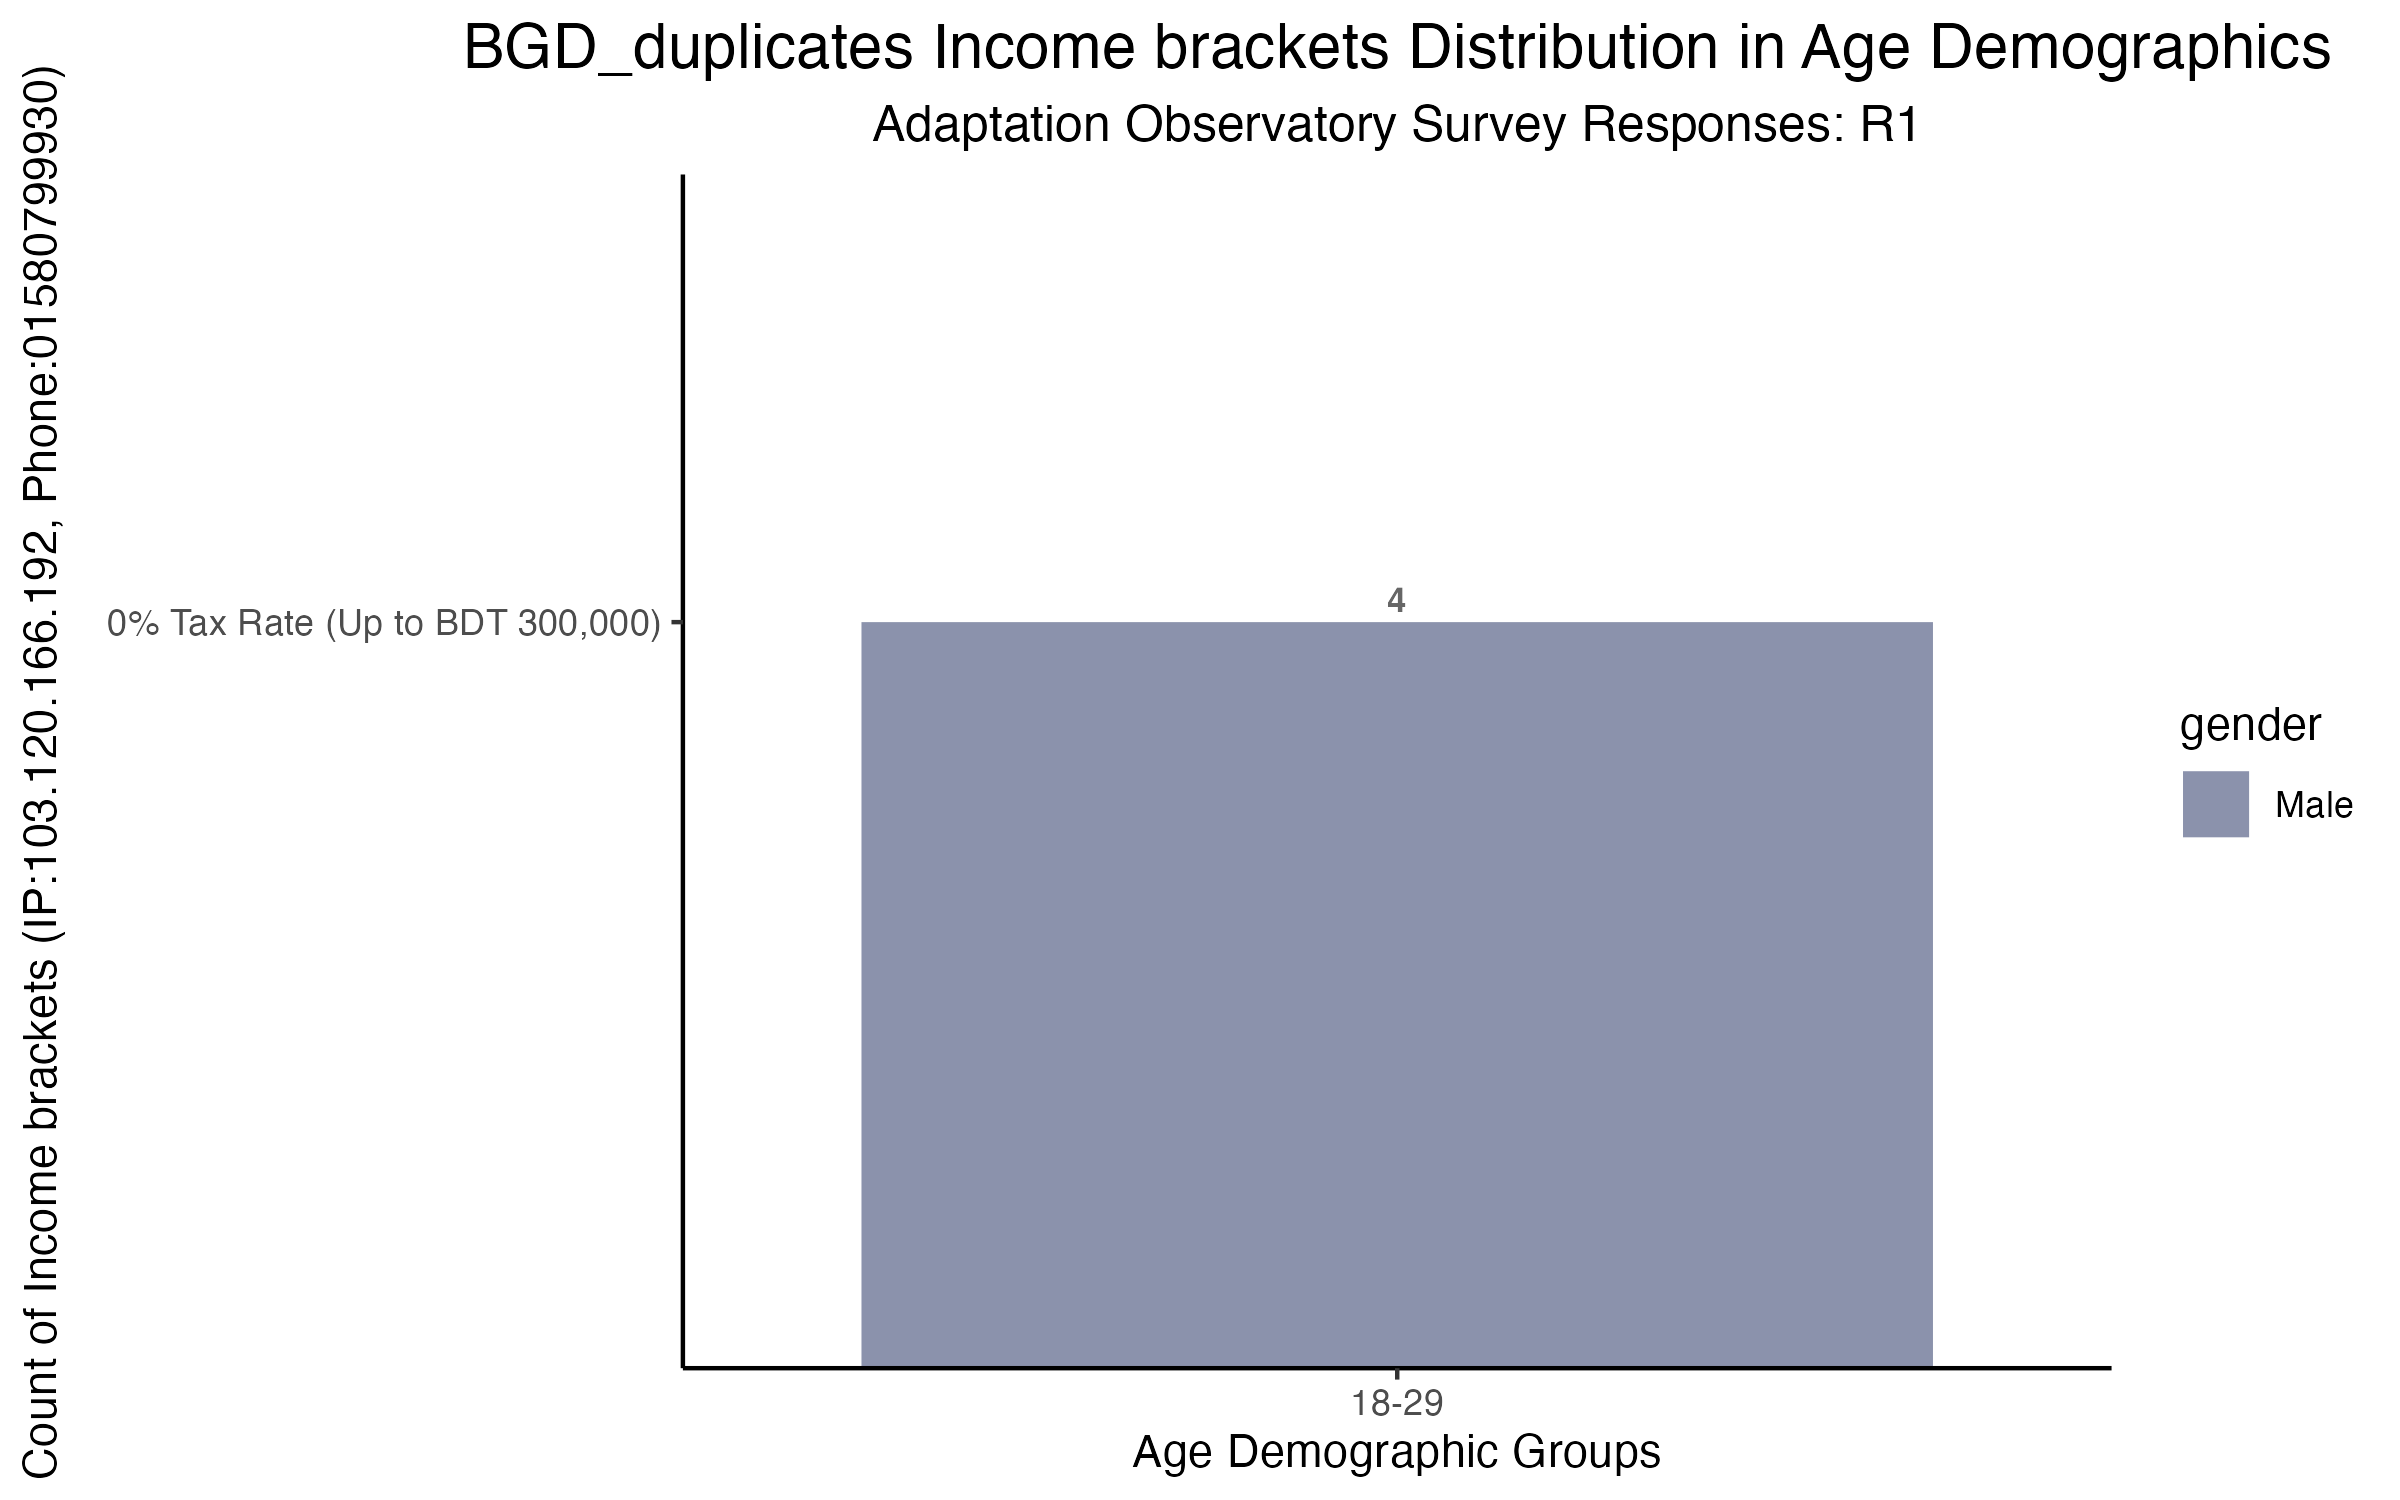 BGD_duplicates Income brackets Distribution in Age Demographics
Adaptation Observatory Survey Responses: R1
Count of Income brackets (IP:103.120.166.192, Phone:01580799930)
4
0% Tax Rate (Up to BDT 300,000)
gender
Male
18-29
Age Demographic Groups